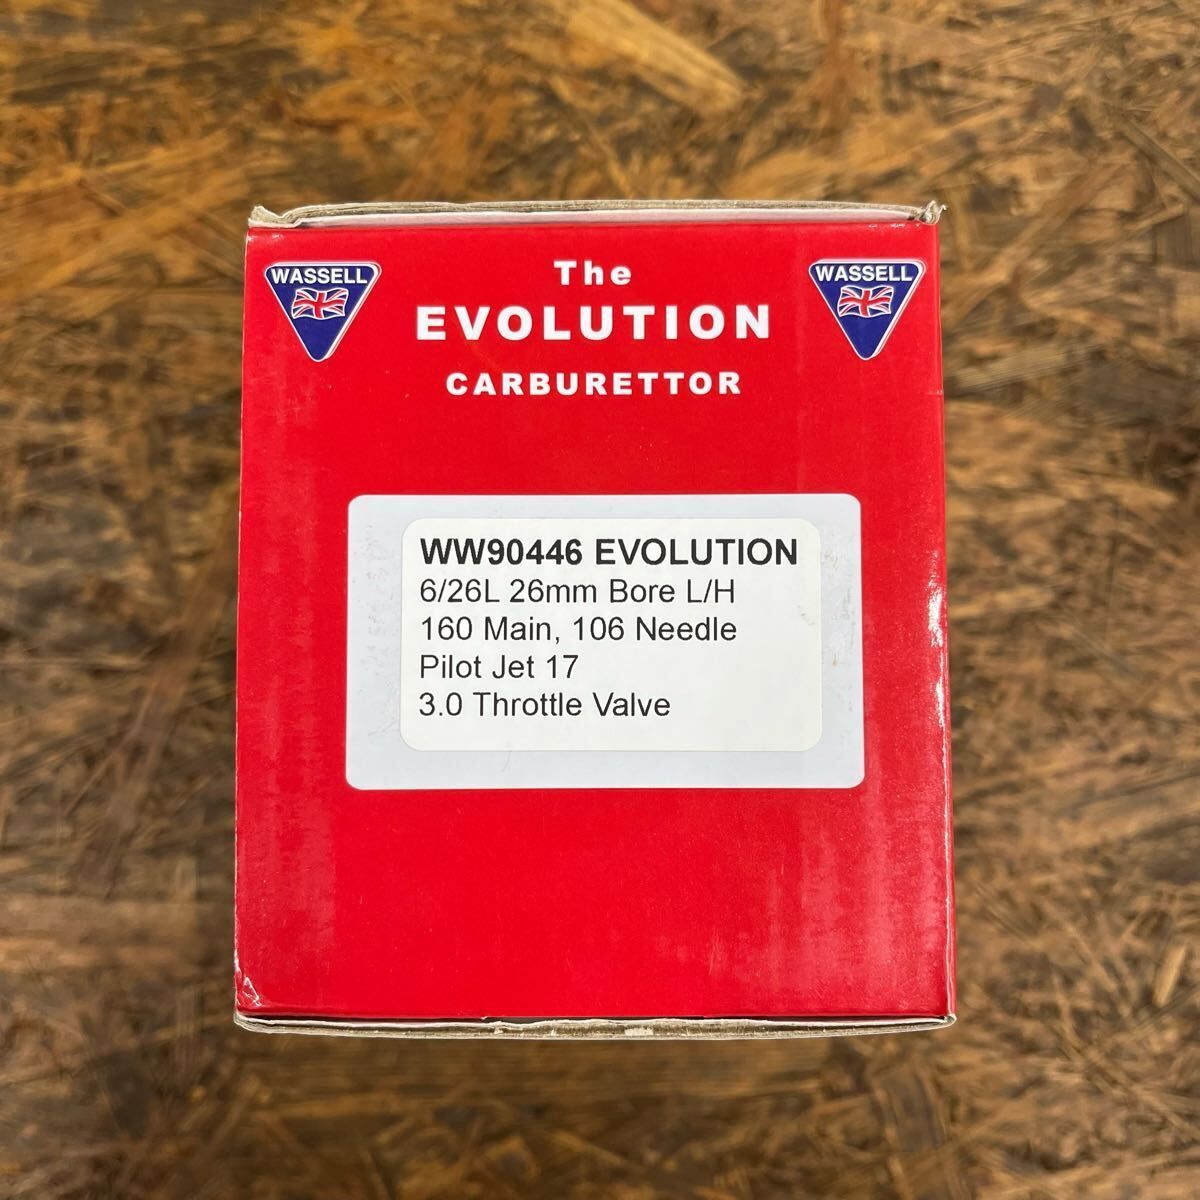 WASSELL
The
EVOLUTION
CARBURETTOR
WASSELL
WW90446 EVOLUTION
6/26L 26mm Bore L/H
160 Main, 106 Needle
Pilot Jet 17
3.0 Throttle Valve